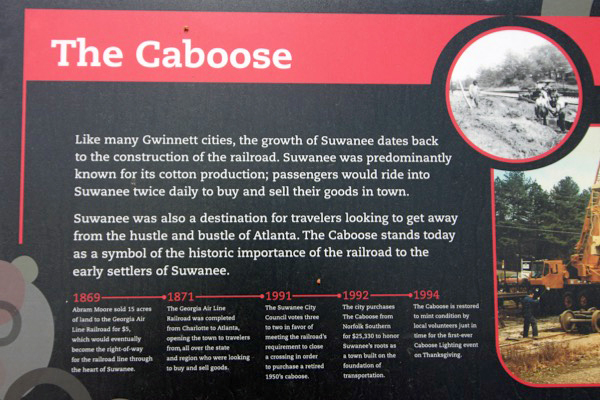 The Caboose
Like many Gwinnett cities, the growth of Suwanee dates back
to the construction of the railroad. Suwanee was predominantly
known for its cotton production; passengers would ride into
Suwanee twice daily to buy and sell their goods in town.
Suwanee was also a destination for travelers looking to get away
from the hustle and bustle of Atlanta. The Caboose stands today
as a symbol of the historic importance of the railroad to the
early settlers of Suwanee.
1869
Abram Moore sold 15 acres
of land to the Georgia Air
Line Railroad for $5,
which would eventually
become the right-of-way
for the railroad line through
the heart of Suwanee.
1871
The Georgia Air Line
Railroad was completed
from Charlotte to Atlanta,
opening the town to travelers
from, all over the state
and region who were looking
to buy and sell goods.
1991
The Suwanee City
Council votes three
to two in favor of
meeting the railroad's
requirement to close
a crossing in order
to purchase a retired
1950's caboose.
1992
The city purchases
The Caboose from
Norfolk Southern
for $25,330 to honor
Suwanee's roots as
a town built on the
foundation of
transportation.
1994
The Caboose is restored
to mint condition by
local volunteers just in
time for the first-ever
Caboose Lighting event
on Thanksgiving.